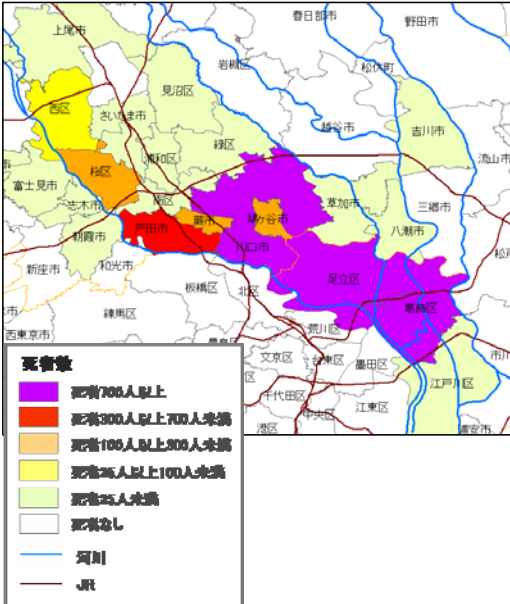 春日部市
野田市
上尾市
岩槻区
松伏町
見沼区
西区
さいたま市
越谷市
吉川市
緑区
浦和区
流山市
桜区
富士見市
南区
草加市
三郷市
志木市
蕨市
鳩ヶ谷市
戸田市
朝霞市
川口市
八潮市
新座市
和光市
足立区
板橋区
北区
葛飾区
練馬区
荒川区
西東京市
文京区
台東区
墨田区
市川
江戸川区
千代田区
中央区
江東区
港区
浦安市
死者数
死者700人以上
死者300人以上700人未満
死者100人以上300人未満
死者25人以上100人未満
死者25人未満
死者なし
河川
JR